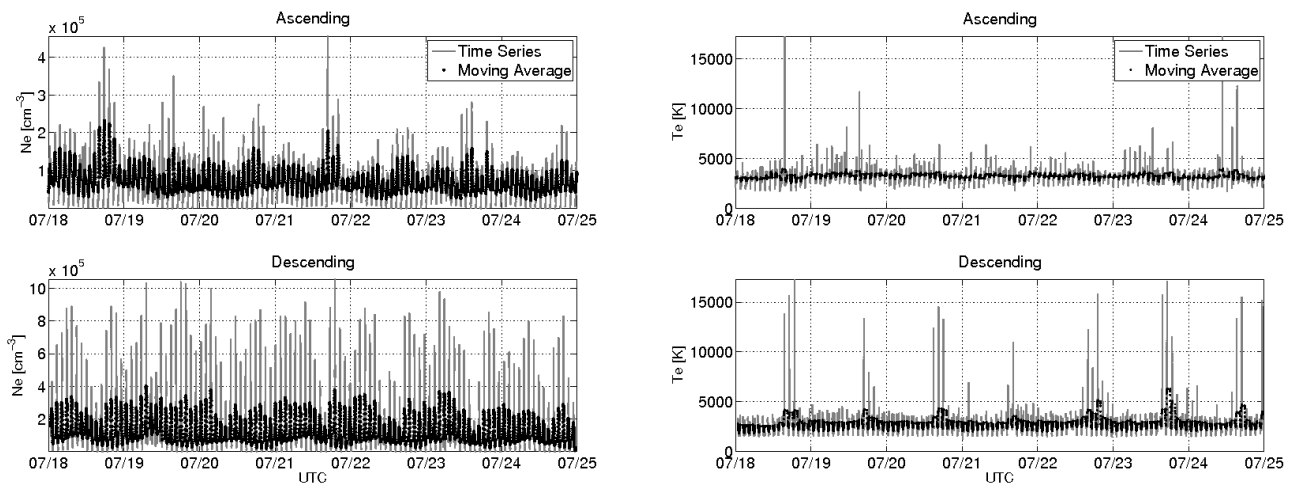 Ascending
x 10^5
Ne [cm^-3]
4
3
2
1
Time Series
Moving Average
07/18 07/19 07/20 07/21 07/22 07/23 07/24 07/25
Ascending
Te [K]
15000
10000
5000
0
Time Series
Moving Average
07/18 07/19 07/20 07/21 07/22 07/23 07/24 07/25
Descending
x 10^5
Ne [cm^-3]
10
8
6
4
2
07/18 07/19 07/20 07/21 07/22 07/23 07/24 07/25
UTC
Descending
Te [K]
15000
10000
5000
0
07/18 07/19 07/20 07/21 07/22 07/23 07/24 07/25
UTC